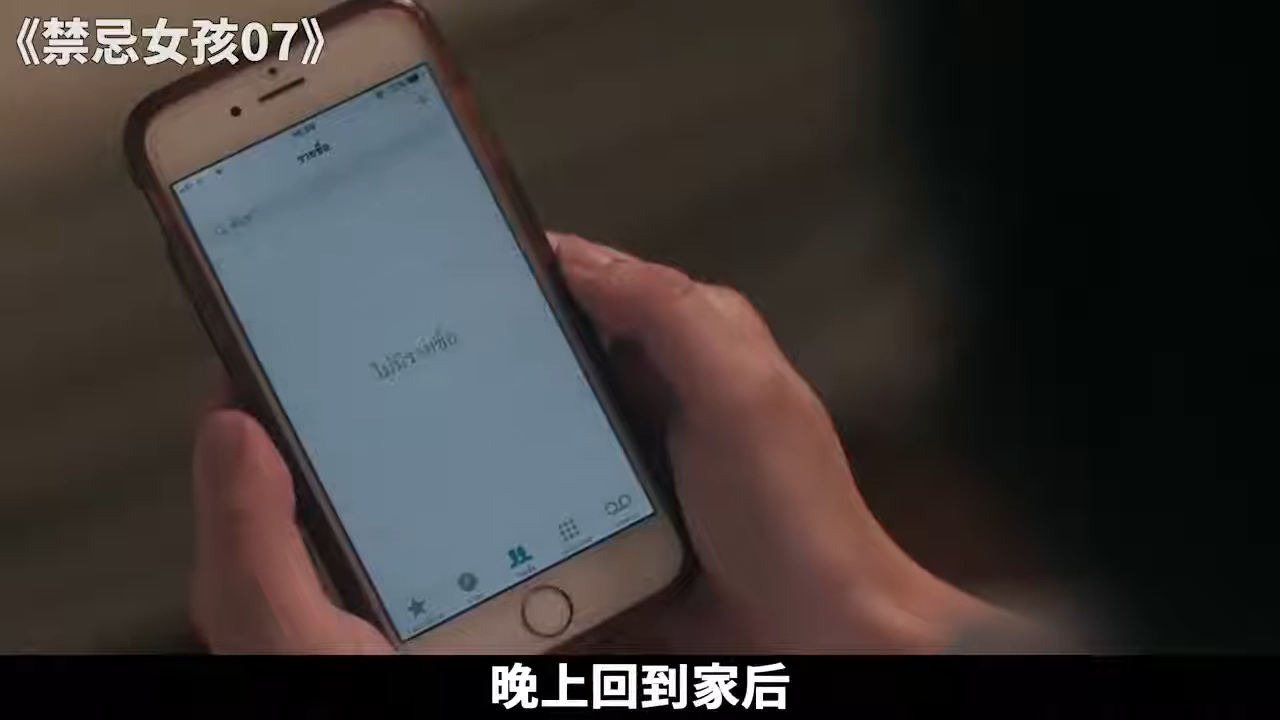 《禁忌女孩07》
รายชื่อ
ไม่มีรายชื่อ
晚上回到家后